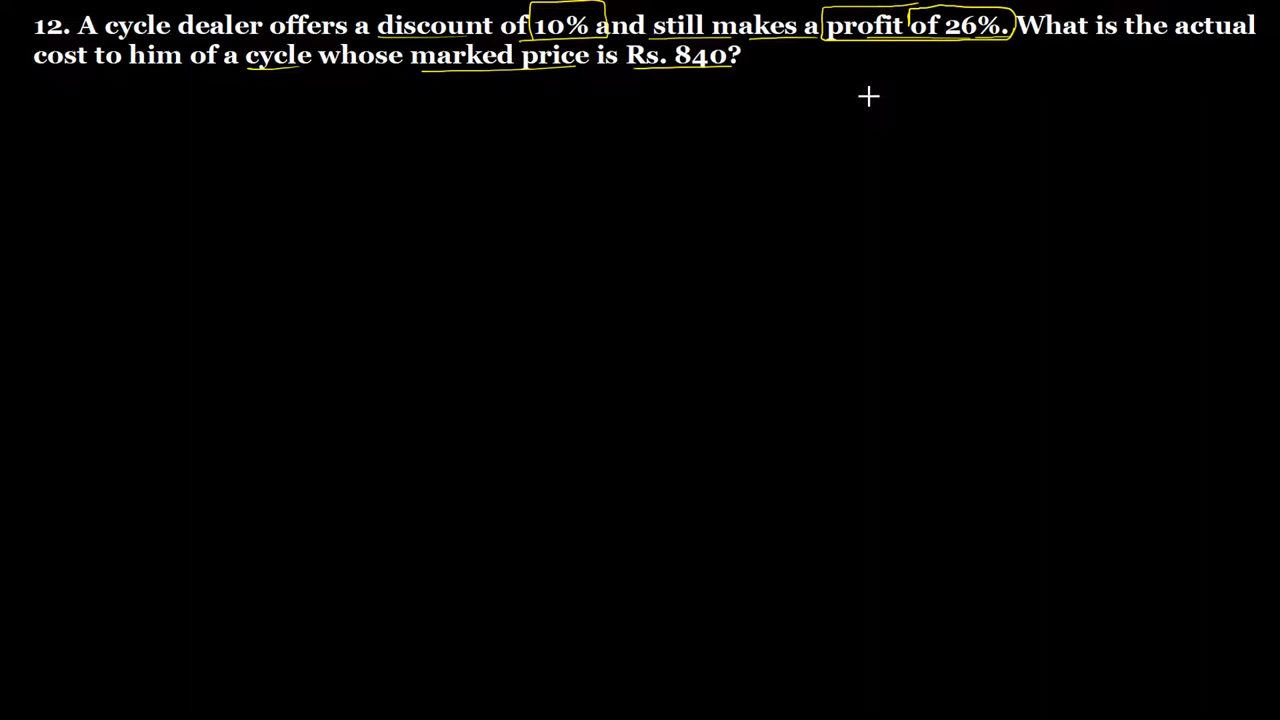 12. A cycle dealer offers a discount of 10% and still makes a profit of 26%. What is the actual
cost to him of a cycle whose marked price is Rs. 840?